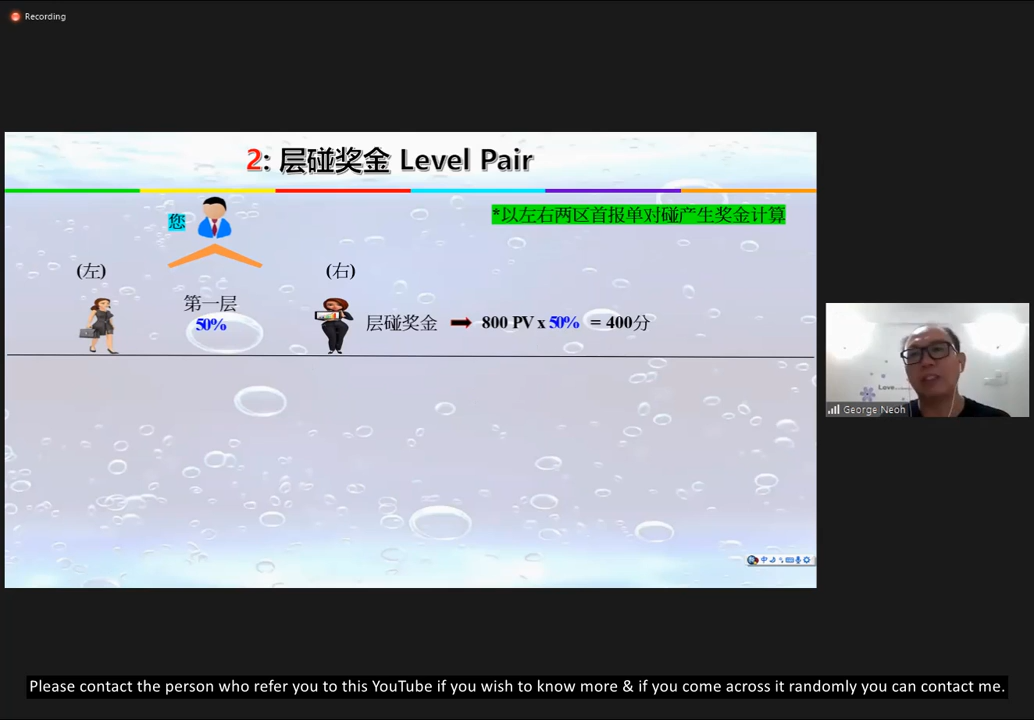 Recording
2: 层碰奖金 Level Pair
您
*以左右两区首报单对碰产生奖金计算
(左)
(右)
第一层
50%
层碰奖金 ➡ 800 PV x 50% = 400分
Love
George Neoh
中
Please contact the person who refer you to this YouTube if you wish to know more & if you come across it randomly you can contact me.